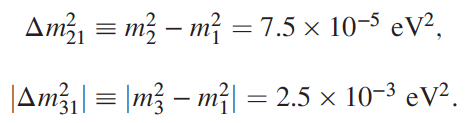 Δm²₂₁ ≡ m²₂ − m²₁ = 7.5 × 10⁻⁵ eV²,
|Δm²₃₁| ≡ |m²₃ − m²₁| = 2.5 × 10⁻³ eV².